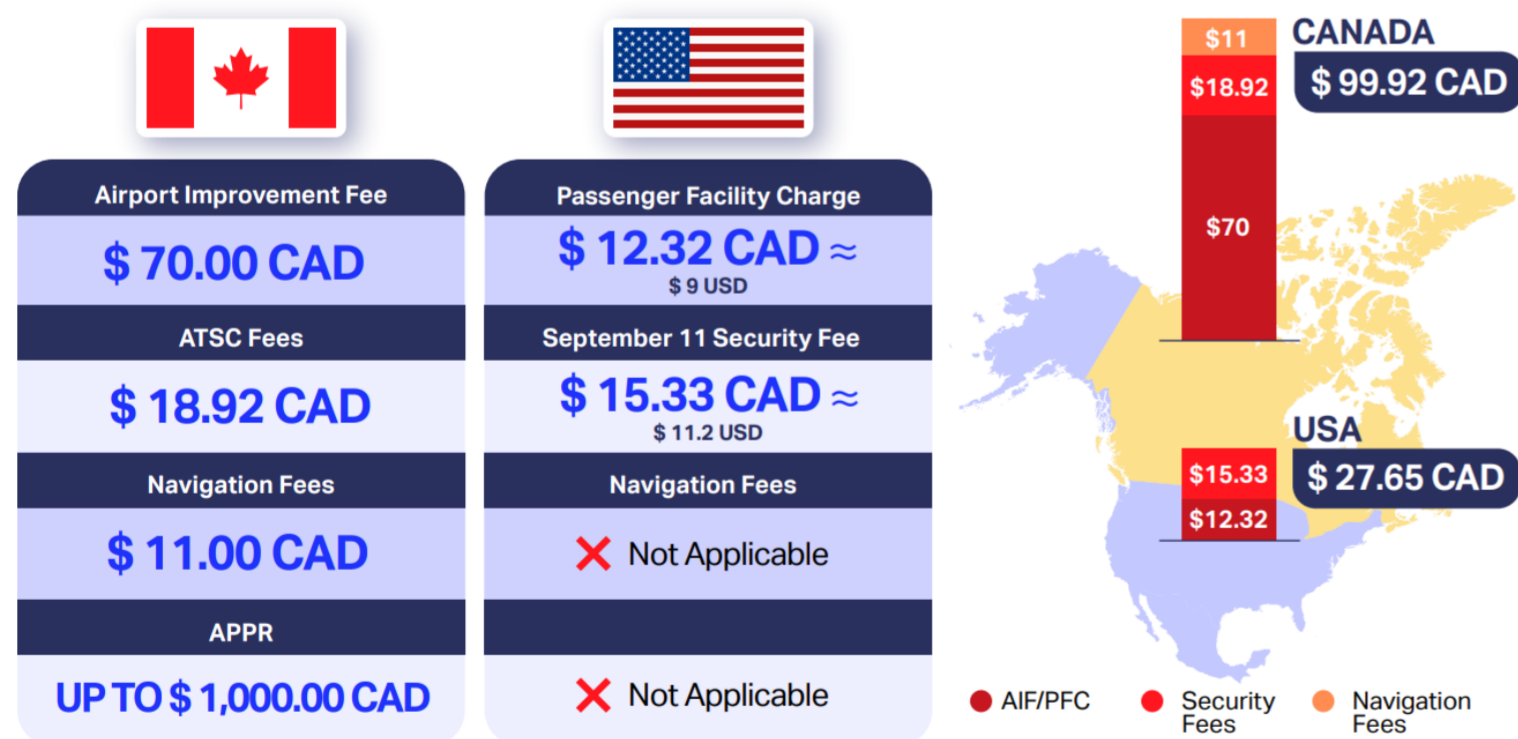 Airport Improvement Fee
$ 70.00 CAD
ATSC Fees
$ 18.92 CAD
Navigation Fees
$ 11.00 CAD
APPR
UP TO $ 1,000.00 CAD
Passenger Facility Charge
$ 12.32 CAD ≈
$ 9 USD
September 11 Security Fee
$ 15.33 CAD ≈
$ 11.2 USD
Navigation Fees
Not Applicable
Not Applicable
CANADA
$ 99.92 CAD
$11
$18.92
$70
USA
$ 27.65 CAD
$15.33
$12.32
AIF/PFC
Security
Fees
Navigation
Fees